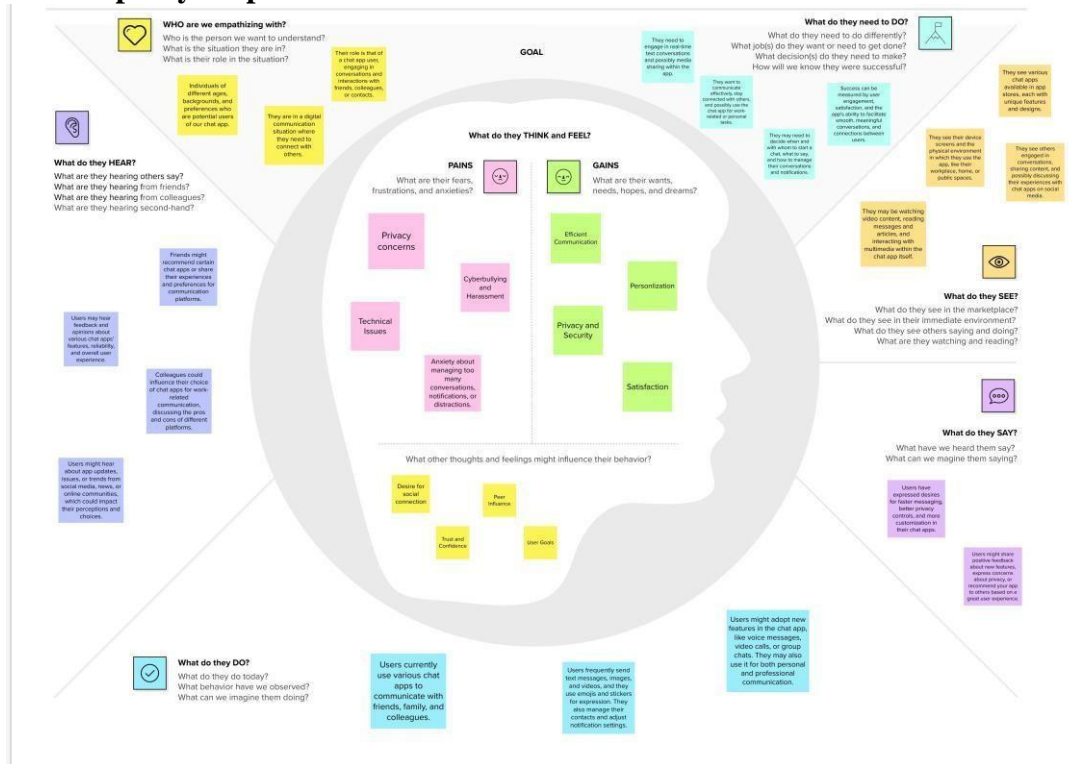 WHO are we empathizing with?
Who is the person we want to understand?
What is the situation they are in?
What is their role in the situation?
Individuals
of different
ages,
backgrounds,
and
preferences who
are potential
users of our
chat app.
Their role is that of
a chat app user,
engaging in
conversations and
interactions with
friends, colleagues,
or contacts.
They are in a digital
communication
situation where
they need to
connect with
others.
GOAL
What do they need to DO?
What do they need to do differently?
What job(s) do they want or need to get done?
What decision(s) do they need to make?
How will we know they were successful?
They need to
engage in real-time
text conversations
and possibly media
sharing within the
app.
They want to
communicate
effectively, stay
connected with others,
and possibly use the
chat app for work-
related or personal
tasks.
They may need to
decide when and
with whom to start a
chat, what to say,
and how to manage
their conversations
and notifications.
Success can be
measured by user
engagement,
satisfaction, and the
app's ability to facilitate
smooth, meaningful
conversations, and
connections between
users.
They see various
chat apps
available in app
stores, each with
unique features
and designs.
They see their device
screens and the
physical environment
in which they use the
app, like their
workplace, home, or
public spaces.
They see others
engaged in
conversations,
sharing content, and
possibly discussing
their experiences with
chat apps on social
media.
They may be watching
video content, reading
messages and
articles, and
interacting with
multimedia within the
chat app itself.
What do they SEE?
What do they see in the marketplace?
What do they see in their immediate environment?
What do they see others saying and doing?
What are they watching and reading?
What do they HEAR?
What are they hearing others say?
What are they hearing from friends?
What are they hearing from colleagues?
What are they hearing second-hand?
Friends might
recommend certain
chat apps or share
their experiences
and preferences for
communication
platforms.
Users may hear
feedback and
opinions about
various chat apps'
features, reliability,
and overall user
experience.
Colleagues could
influence their choice
of chat apps for work-
related
communication,
discussing the pros
and cons of different
platforms.
Users might hear
about app updates,
issues, or trends from
social media, news, or
online communities,
which could impact
their perceptions and
choices.
What do they THINK and FEEL?
PAINS
What are their fears,
frustrations, and anxieties?
GAINS
What are their wants,
needs, hopes, and dreams?
Privacy
concerns
Cyberbullying
and
Harassment
Technical
Issues
Anxiety about
managing too
many
conversations,
notifications, or
distractions.
Efficient
Communication
Privacy and
Security
Satisfaction
What other thoughts and feelings might influence their behavior?
Desire for
social
connection
Peer
Influence
Trust and
Confidence
User Goals
What do they SAY?
What have we heard them say?
What can we magine them saying?
Users have
expressed desires
for faster messaging,
better privacy
controls, and more
customization in
their chat apps.
Users might share
positive feedback
about new features,
express concerns
about privacy, or
recommend your app
to others based on a
great user experience.
What do they DO?
What do they do today?
What behavior have we observed?
What can we imagine them doing?
Users currently
use various chat
apps to
communicate with
friends, family, and
colleagues.
Users frequently send
text messages, images,
and videos, and they
use emojis and stickers
for expression. They
also manage their
contacts and adjust
notification settings.
Users might adopt new
features in the chat app,
like voice messages,
video calls, or group
chats. They may also
use it for both personal
and professional
communication.